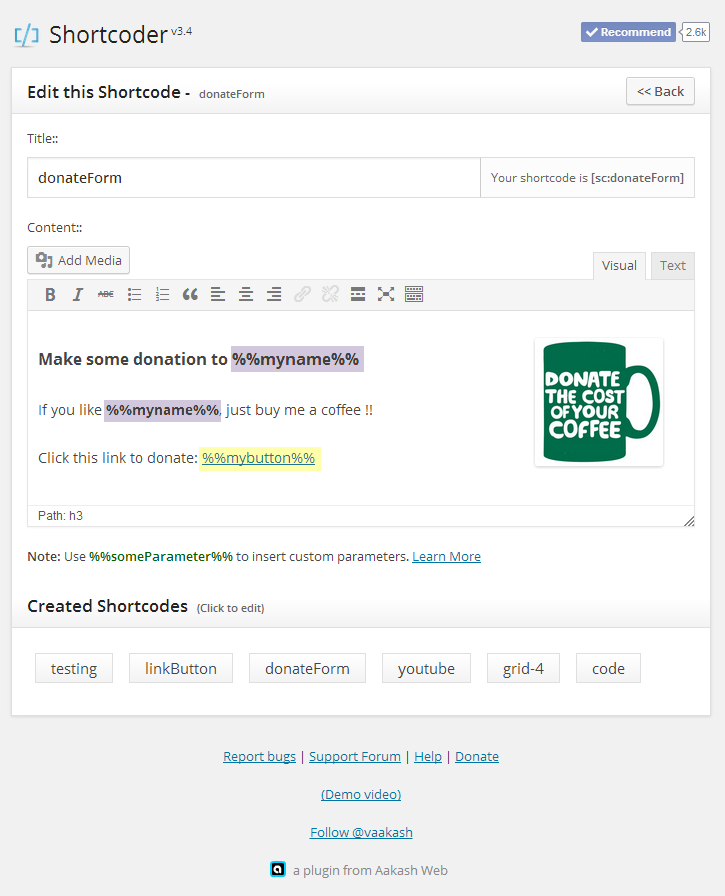 [/] Shortcoder v3.4
Recommend 2.6k
Edit this Shortcode - donateForm
<< Back
Title::
donateForm
Your shortcode is [sc:donateForm]
Content::
Add Media
Visual Text
B I ABC
Make some donation to %%myname%%
If you like %%myname%%, just buy me a coffee !!
Click this link to donate: %%mybutton%%
DONATE
THE COST
OF YOUR
COFFEE
Path: h3
Note: Use %%someParameter%% to insert custom parameters. Learn More
Created Shortcodes (Click to edit)
testing linkButton donateForm youtube grid-4 code
Report bugs | Support Forum | Help | Donate
(Demo video)
Follow @vaakash
a a plugin from Aakash Web